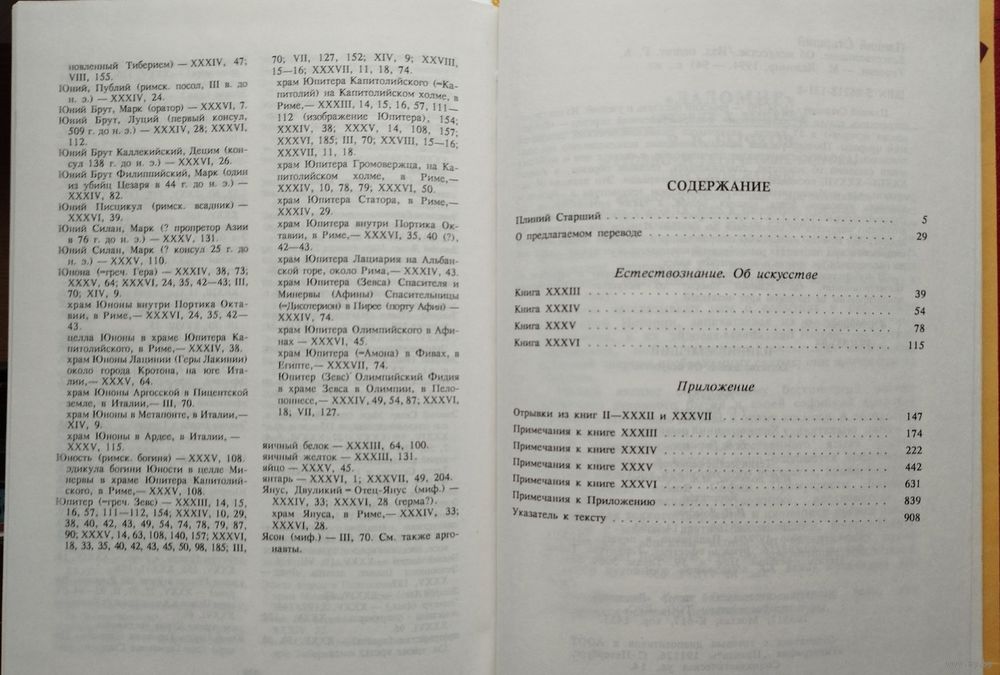 новленный Тиберием) — XXXIV, 47;
VIII, 155.
Юний, Публий (римск. посол, III в. до
н. э.) — XXXIV, 24.
Юний Брут, Марк (оратор) — XXXVI, 7.
Юний Брут, Луций (первый консул,
509 г. до н. э.) — XXXIV, 28; XXXVI,
112.
Юний Брут Каллекийский, Децим (кон-
сул 138 г. до н. э.) — XXXVI, 26.
Юний Брут Филиппийский, Марк (один
из убийц Цезаря в 44 г. до н. э.) —
XXXIV, 82.
Юний Писцикул (римск. всадник) —
XXXVI, 39.
Юний Силан, Марк (? пропретор Азии
в 76 г. до н. э.) — XXXV, 131.
Юний Силан, Марк (? консул 25 г. до
н. э.) — XXXV, 110.
Юнона (=греч. Гера) — XXXIV, 38, 73;
XXXV, 64; XXXVI, 24, 35, 42—43; III,
70; XIV, 9.
храм Юноны внутри Портика Окта-
вии, в Риме,— XXXVI, 24, 35, 42—
43.
целла Юноны в храме Юпитера Ка-
питолийского, в Риме,— XXXIV, 38.
храм Юноны Лацинии (Геры Лакинии)
около города Кротона, на юге Ита-
лии,— XXXV, 64.
храм Юноны Аргосской в Пицентской
земле, в Италии,— III, 70.
храм Юноны в Метапонте, в Италии,—
XIV, 9.
храм Юноны в Ардее, в Италии, —
XXXV, 115.
Юность (римск. богиня) — XXXV, 108.
эдикула богини Юности в целле Ми-
нервы в храме Юпитера Капитолий-
ского, в Риме,— XXXV, 108.
Юпитер (=греч. Зевс) — XXXIII, 14, 15,
16, 57, 111—112, 154; XXXIV, 10, 29,
38, 40, 42, 43, 49, 54, 74, 78, 79, 87,
90; XXXV, 14, 63, 108, 140, 157; XXXVI,
18, 33, 35, 40, 42, 43, 45, 50, 98, 185; III,
70; VII, 127, 152; XIV, 9; XXVIII,
15—16; XXXVII, 11, 18, 74.
храм Юпитера Капитолийского (=Ка-
питолий) на Капитолийском холме, в
Риме,— XXXIII, 14, 15, 16, 57, 111—
112 (изображение Юпитера), 154;
XXXIV, 38; XXXV, 14, 108, 157;
XXXVI, 185; III, 70; XXVIII, 15—16;
XXXVII, 11, 18.
храм Юпитера Громовержца, на Ка-
питолийском холме, в Риме,—
XXXIV, 10, 78, 79; XXXVI, 50.
храм Юпитера Статора, в Риме,—
XXXIV, 29.
храм Юпитера внутри Портика Ок-
тавии, в Риме,— XXXVI, 35, 40 (?),
42—43.
храм Юпитера Лациария на Альбан-
ской горе, около Рима,— XXXIV, 43.
храм Юпитера (Зевса) Спасителя и
Минервы (Афины) Спасительницы
(=Дисотерион) в Пирее (порту Афин) —
XXXIV, 74.
храм Юпитера Олимпийского в Афи-
нах — XXXVI, 45.
храм Юпитера (=Амона) в Фивах, в
Египте,— XXXVII, 74.
Юпитер (Зевс) Олимпийский Фидия
в храме Зевса в Олимпии, в Пело-
поннесе,— XXXIV, 49, 54, 87; XXXVI,
18; VII, 127.
яичный белок — XXXIII, 64, 100.
яичный желток — XXXIII, 131.
яйцо — XXXV, 45.
янтарь — XXXVI, 1; XXXVII, 49, 204.
Янус, Двуликий = Отец-Янус (миф.) —
XXXIV, 33; XXXVI, 28 (герма?).
храм Януса, в Риме,— XXXIV, 33;
XXXVI, 28.
Ясон (миф.) — III, 70. См. также арго-
навты.
СОДЕРЖАНИЕ
Плиний Старший . . . 5
О предлагаемом переводе . . . 29
Естествознание. Об искусстве
Книга XXXIII . . . 39
Книга XXXIV . . . 54
Книга XXXV . . . 78
Книга XXXVI . . . 115
Приложение
Отрывки из книг II—XXXII и XXXVII . . . 147
Примечания к книге XXXIII . . . 174
Примечания к книге XXXIV . . . 222
Примечания к книге XXXV . . . 442
Примечания к книге XXXVI . . . 631
Примечания к Приложению . . . 839
Указатель к тексту . . . 908